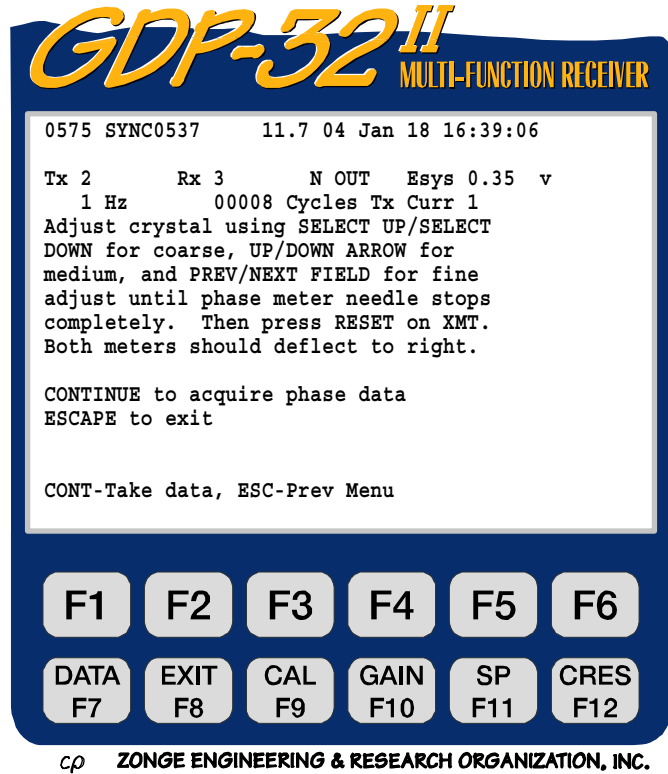 GDP-32 II
MULTI-FUNCTION RECEIVER
0575 SYNC0537 11.7 04 Jan 18 16:39:06
Tx 2 Rx 3 N OUT Esys 0.35 v
1 Hz 00008 Cycles Tx Curr 1
Adjust crystal using SELECT UP/SELECT
DOWN for coarse, UP/DOWN ARROW for
medium, and PREV/NEXT FIELD for fine
adjust until phase meter needle stops
completely. Then press RESET on XMT.
Both meters should deflect to right.
CONTINUE to acquire phase data
ESCAPE to exit
CONT-Take data, ESC-Prev Menu
F1 F2 F3 F4 F5 F6
DATA EXIT CAL GAIN SP CRES
F7 F8 F9 F10 F11 F12
cρ ZONGE ENGINEERING & RESEARCH ORGANIZATION, INC.